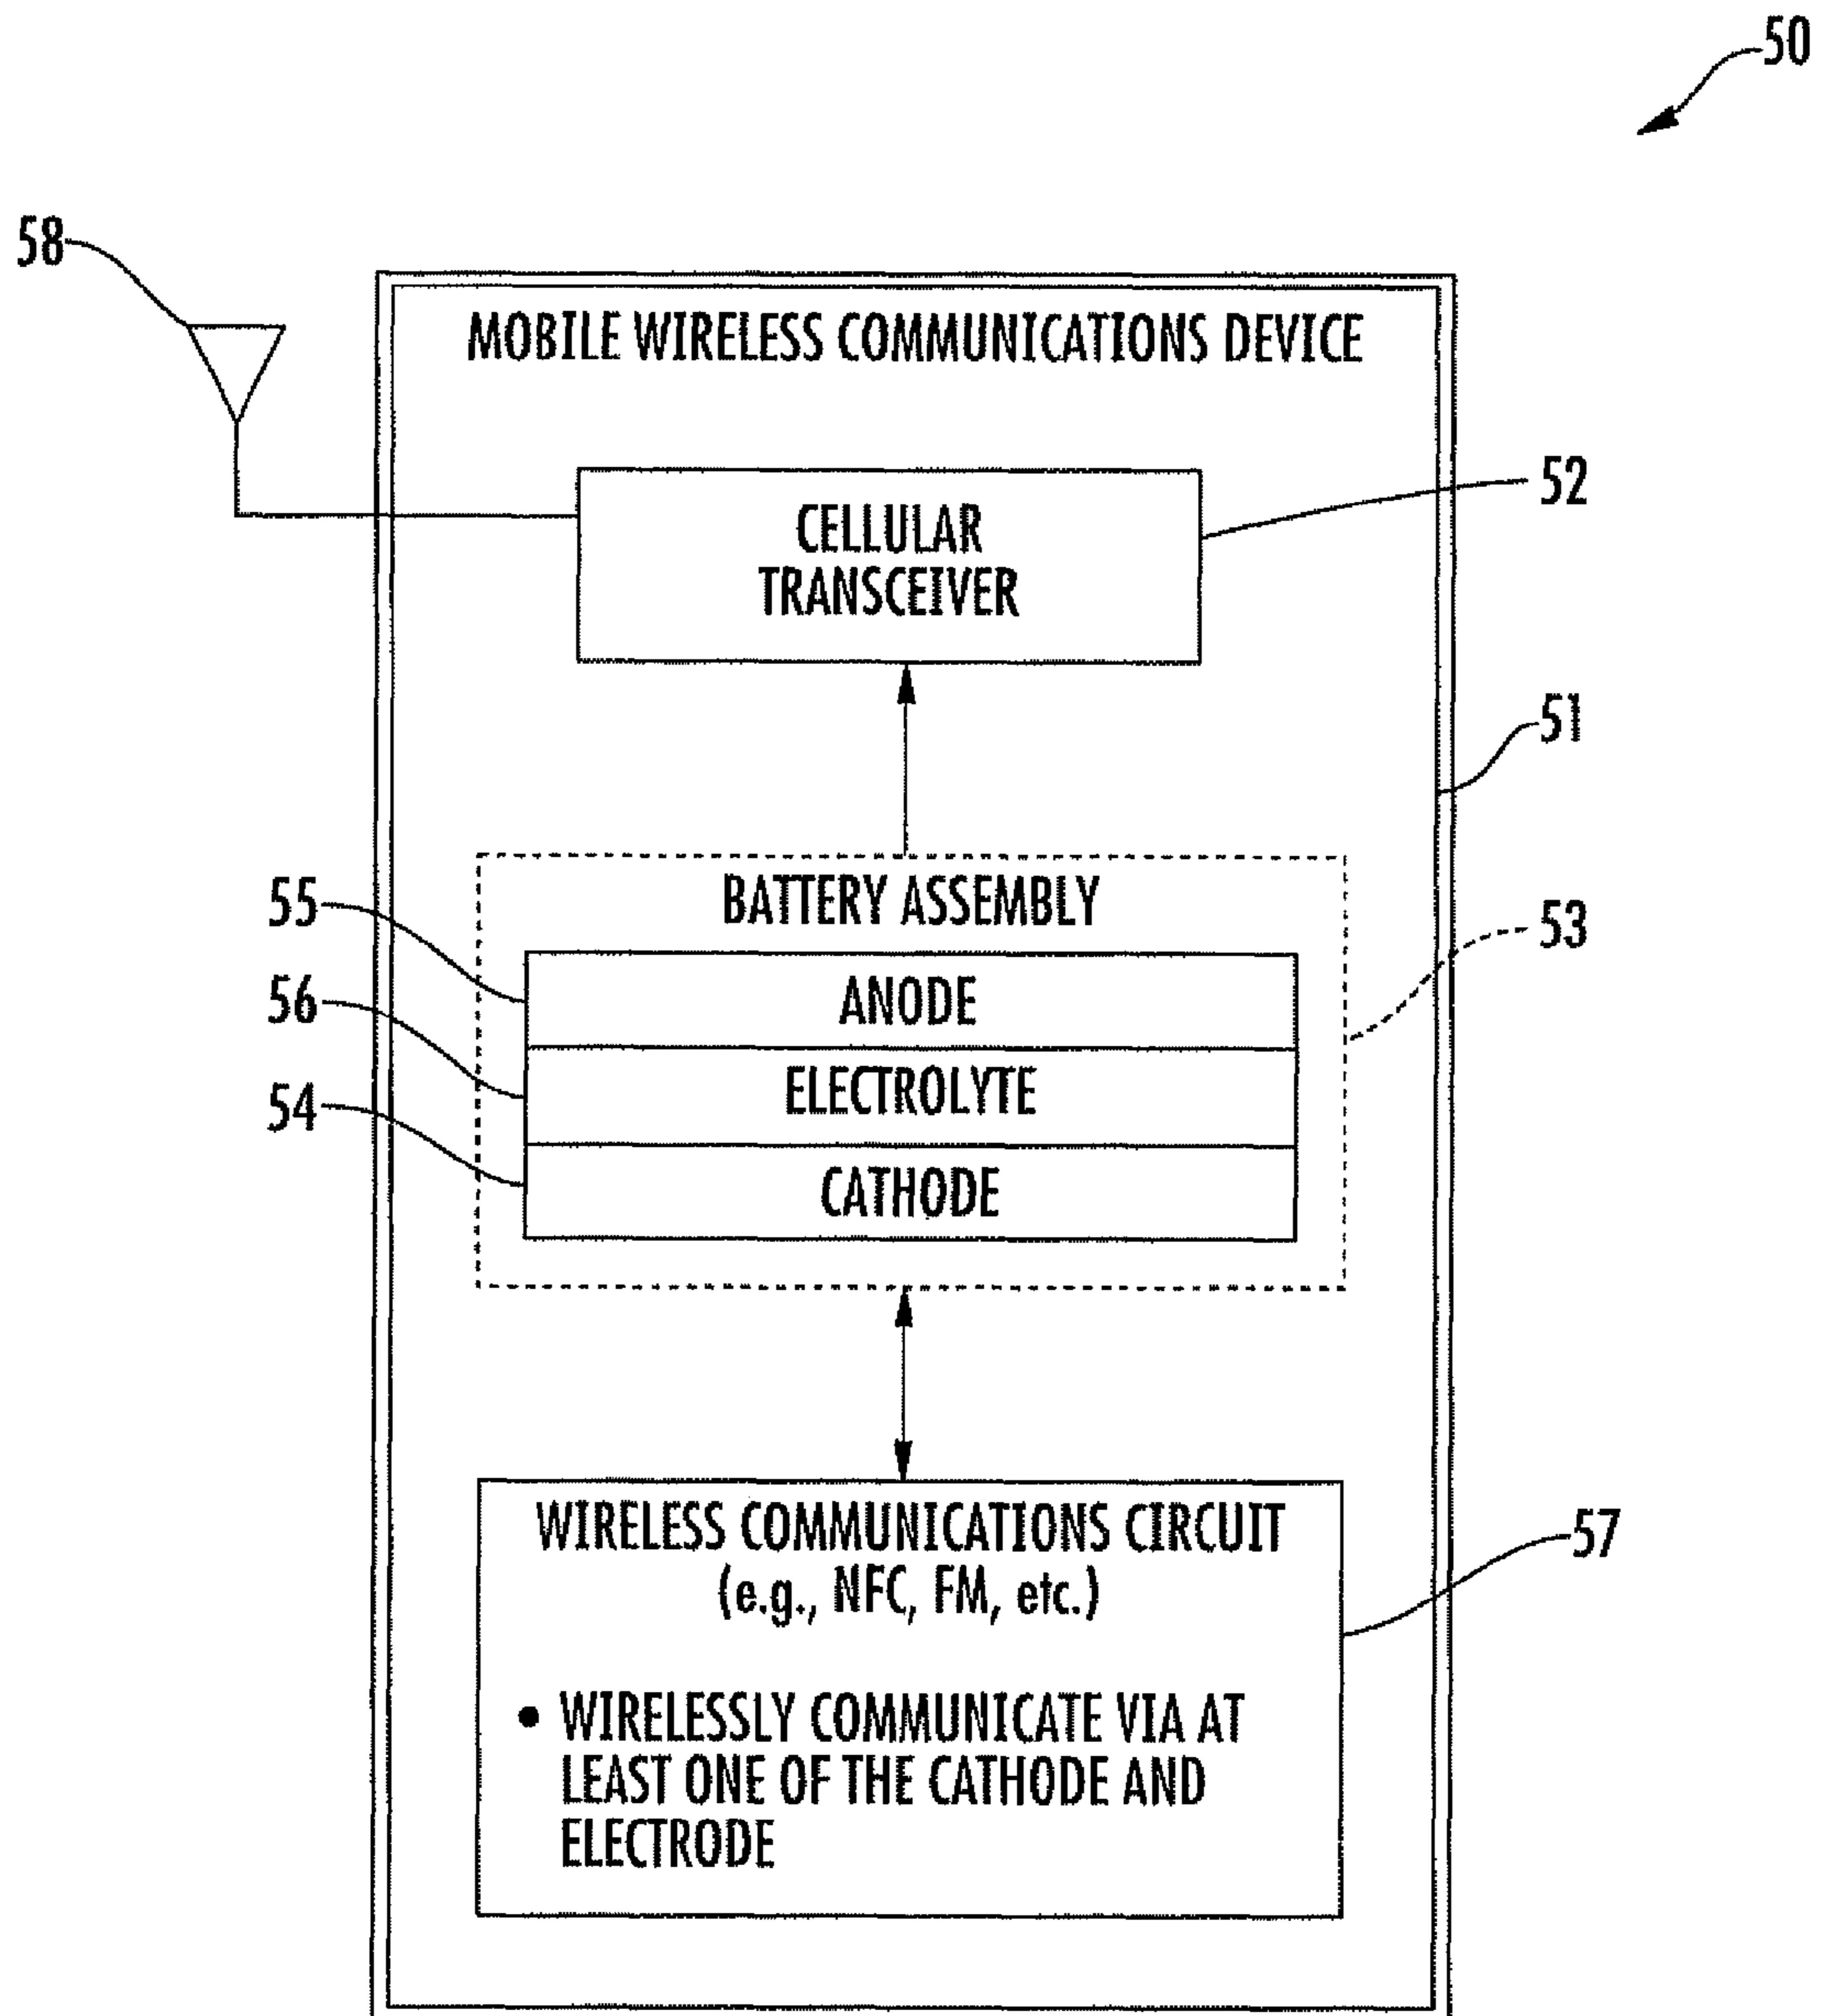 50
58
MOBILE WIRELESS COMMUNICATIONS DEVICE
52
CELLULAR
TRANSCEIVER
51
BATTERY ASSEMBLY
55
53
ANODE
56
ELECTROLYTE
54
CATHODE
WIRELESS COMMUNICATIONS CIRCUIT
57
(e.g., NFC, FM, etc.)
• WIRELESSLY COMMUNICATE VIA AT
LEAST ONE OF THE CATHODE AND
ELECTRODE